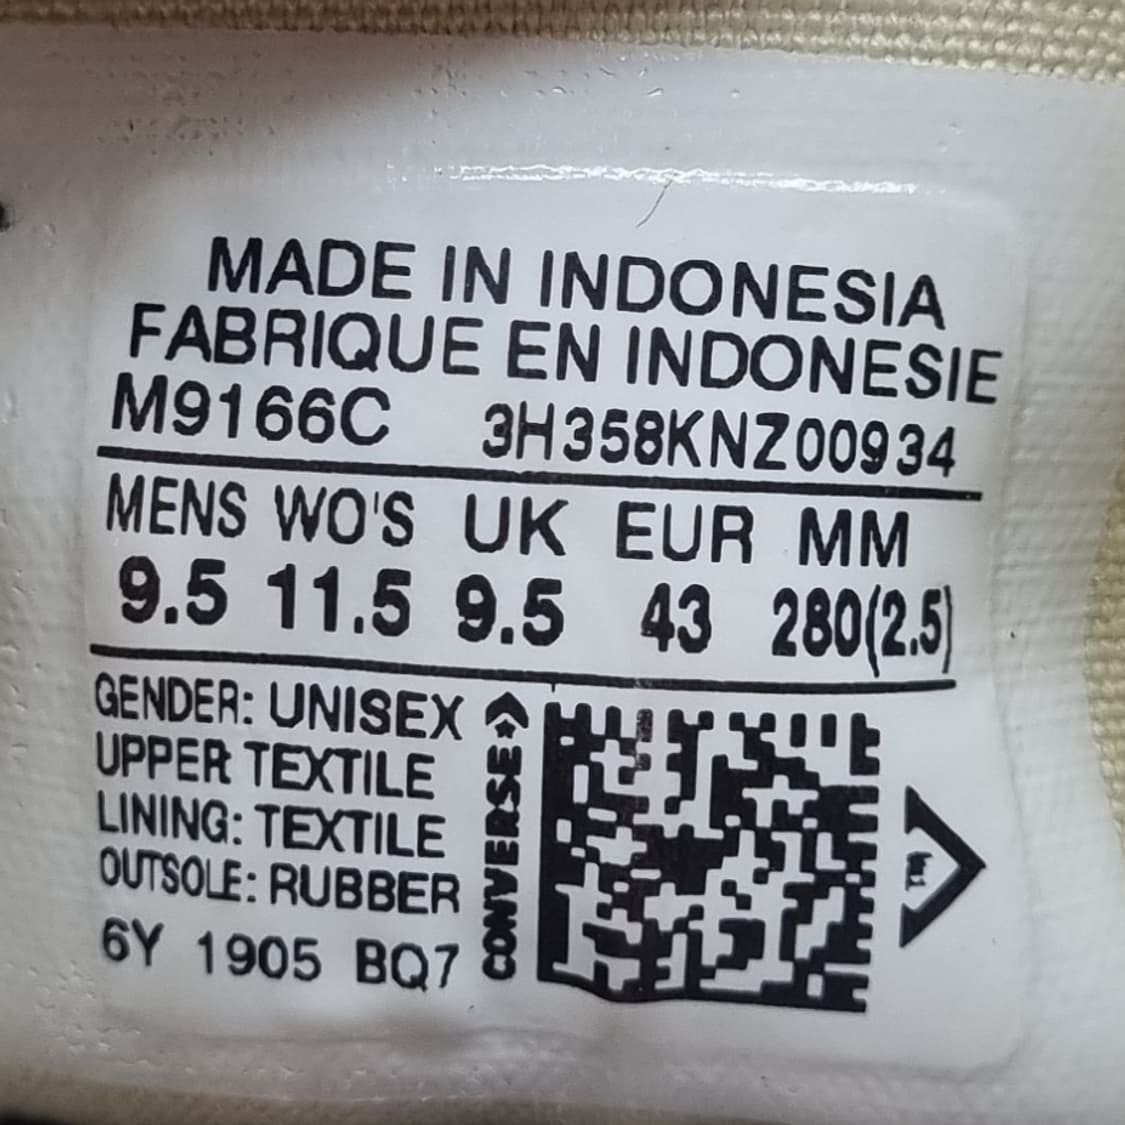 MADE IN INDONESIA
FABRIQUE EN INDONESIE
M9166C 3H358KNZ00934
MENS WO'S UK EUR MM
9.5 11.5 9.5 43 280(2.5)
GENDER: UNISEX
UPPER TEXTILE
LINING: TEXTILE
OUTSOLE: RUBBER
6Y 1905 BQ7
CONVERSE